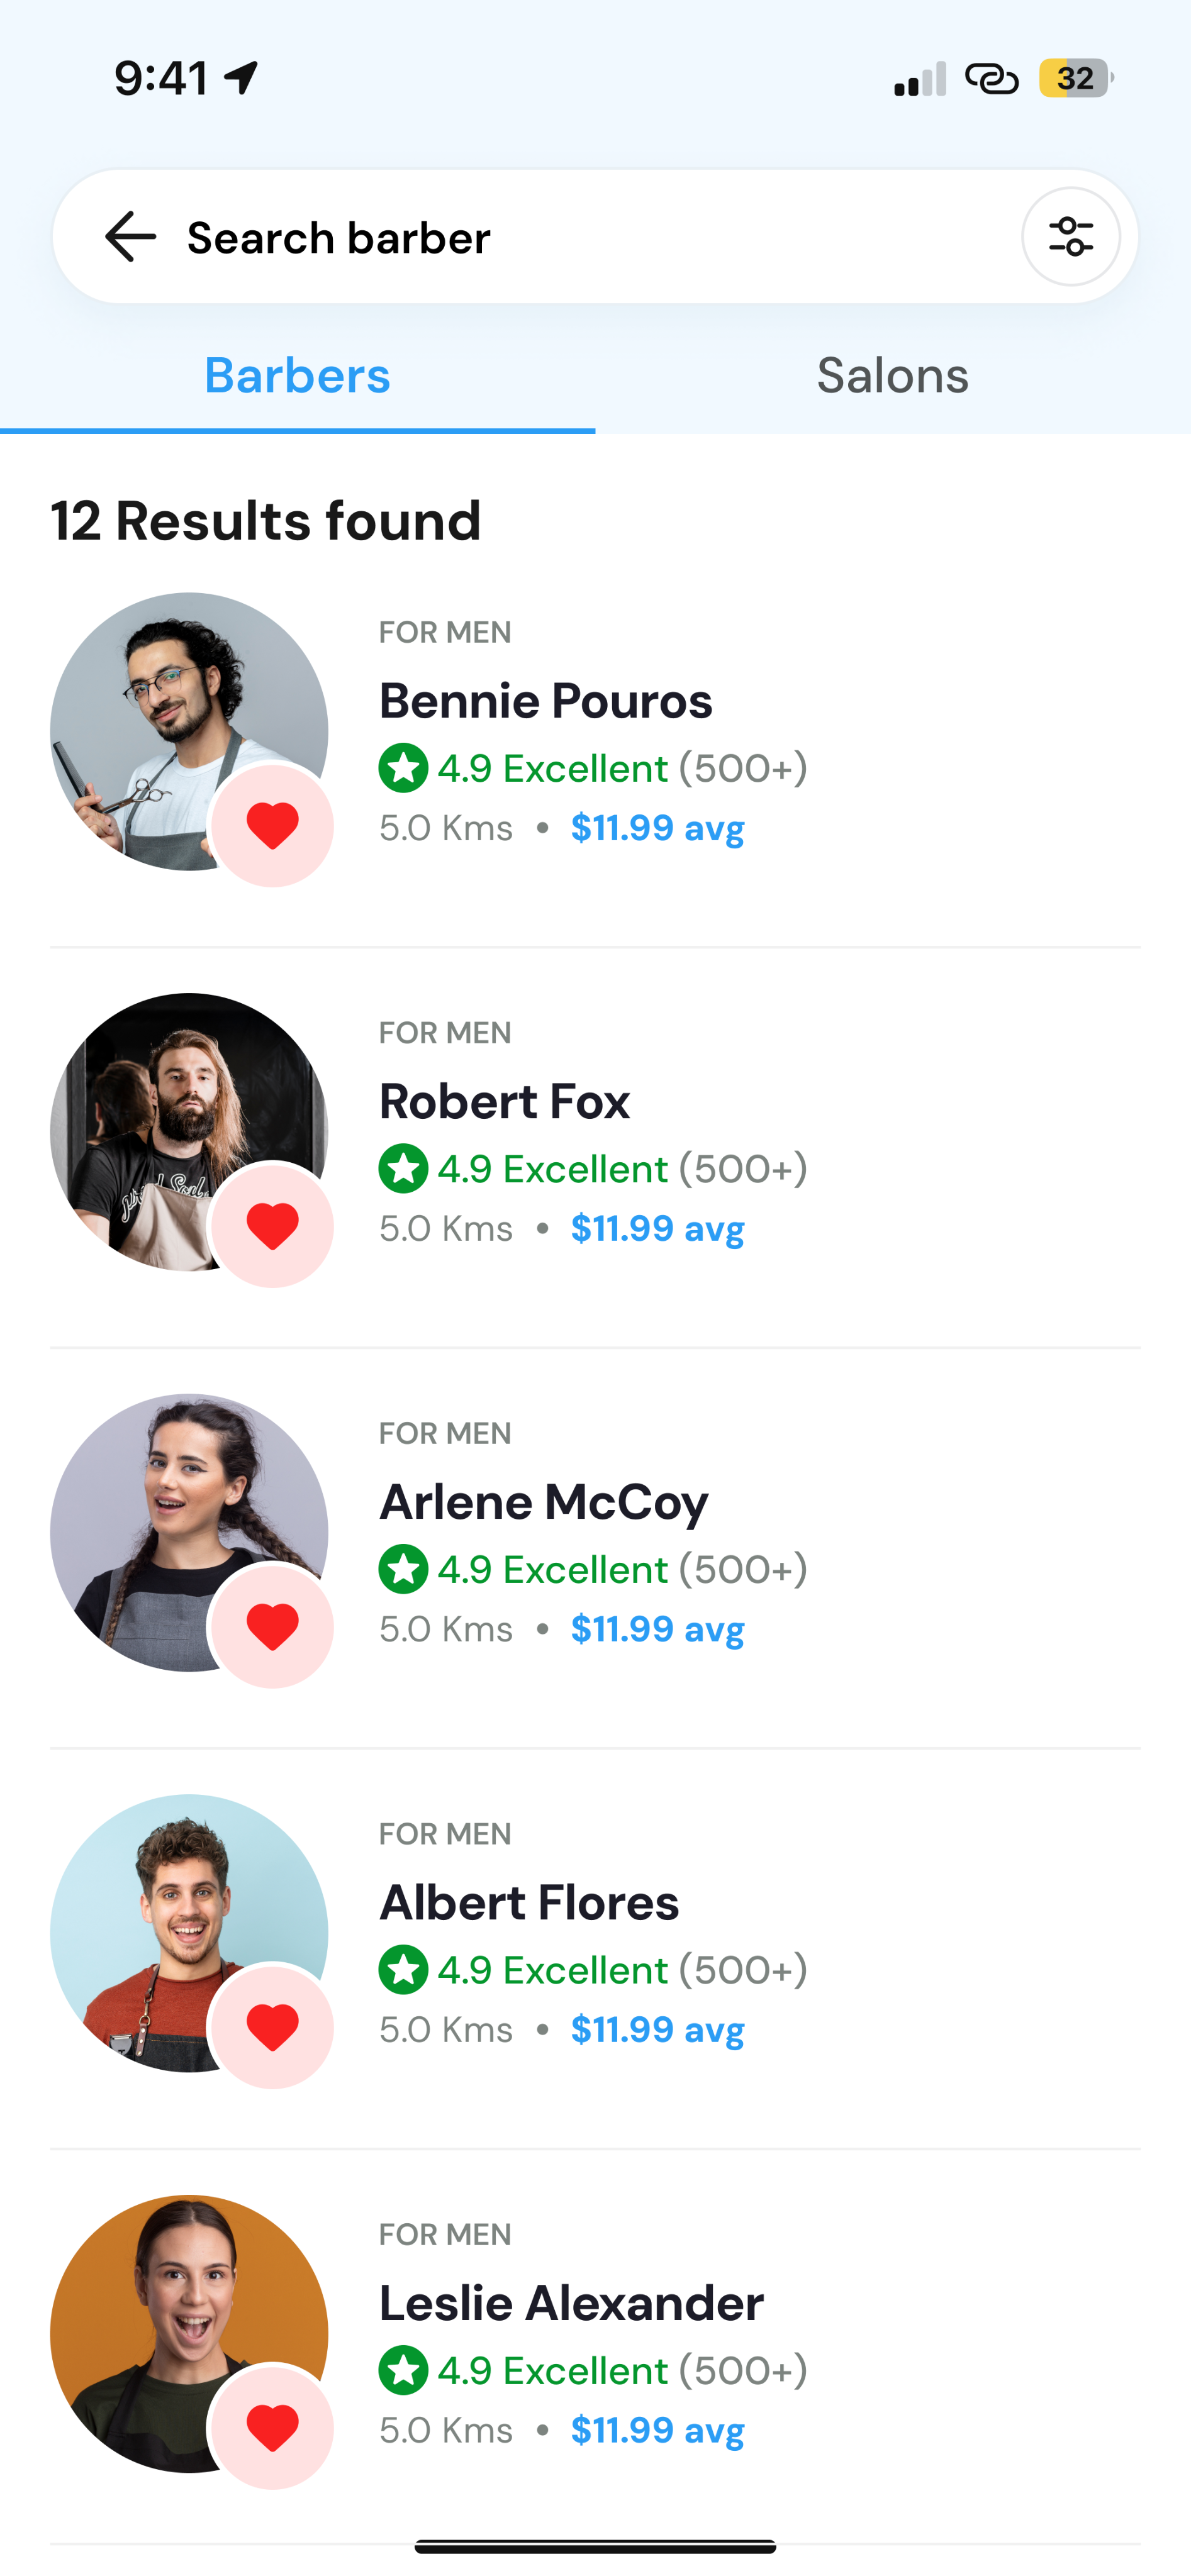 9:41
32
Search barber
Barbers
Salons
12 Results found
FOR MEN
Bennie Pouros
4.9 Excellent (500+)
5.0 Kms • $11.99 avg
FOR MEN
Robert Fox
4.9 Excellent (500+)
5.0 Kms • $11.99 avg
FOR MEN
Arlene McCoy
4.9 Excellent (500+)
5.0 Kms • $11.99 avg
FOR MEN
Albert Flores
4.9 Excellent (500+)
5.0 Kms • $11.99 avg
FOR MEN
Leslie Alexander
4.9 Excellent (500+)
5.0 Kms • $11.99 avg